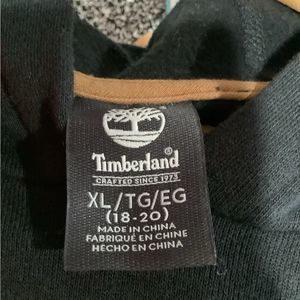 Timberland®
CRAFTED SINCE 1973
XL/TG/EG
(18-20)
MADE IN CHINA
FABRIQUÉ EN CHINE
HECHO EN CHINA